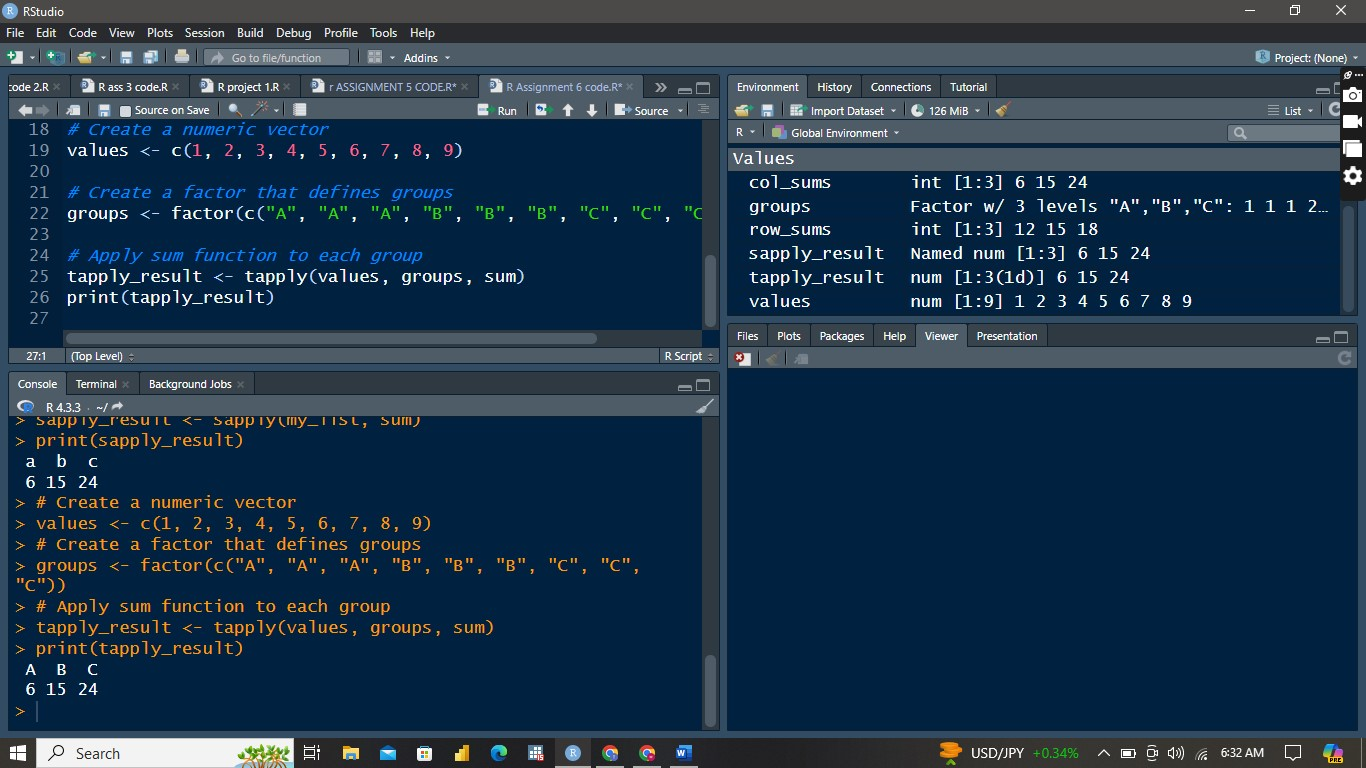 RStudio
File Edit Code View Plots Session Build Debug Profile Tools Help
Go to file/function Addins Project: (None)
code 2.R R ass 3 code.R R project 1.R r ASSIGNMENT 5 CODE.R* R Assignment 6 code.R*
Source on Save Run Source
18 # Create a numeric vector
19 values <- c(1, 2, 3, 4, 5, 6, 7, 8, 9)
20
21 # Create a factor that defines groups
22 groups <- factor(c("A", "A", "A", "B", "B", "B", "C", "C", "C
23
24 # Apply sum function to each group
25 tapply_result <- tapply(values, groups, sum)
26 print(tapply_result)
27
27:1 (Top Level) R Script
Console Terminal Background Jobs
R 4.3.3 · ~/
> sapply_result <- sapply(my_list, sum)
> print(sapply_result)
a b c
6 15 24
> # Create a numeric vector
> values <- c(1, 2, 3, 4, 5, 6, 7, 8, 9)
> # Create a factor that defines groups
> groups <- factor(c("A", "A", "A", "B", "B", "B", "C", "C",
"C"))
> # Apply sum function to each group
> tapply_result <- tapply(values, groups, sum)
> print(tapply_result)
A B C
6 15 24
>
Environment History Connections Tutorial
Import Dataset 126 MiB List
R Global Environment
Values
col_sums int [1:3] 6 15 24
groups Factor w/ 3 levels "A","B","C": 1 1 1 2…
row_sums int [1:3] 12 15 18
sapply_result Named num [1:3] 6 15 24
tapply_result num [1:3(1d)] 6 15 24
values num [1:9] 1 2 3 4 5 6 7 8 9
Files Plots Packages Help Viewer Presentation
Search USD/JPY +0.34% 6:32 AM
PRE